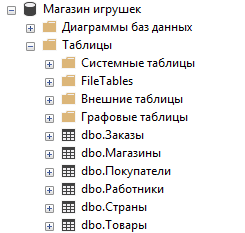 Магазин игрушек
Диаграммы баз данных
Таблицы
Системные таблицы
FileTables
Внешние таблицы
Графовые таблицы
dbo.Заказы
dbo.Магазины
dbo.Покупатели
dbo.Работники
dbo.Страны
dbo.Товары